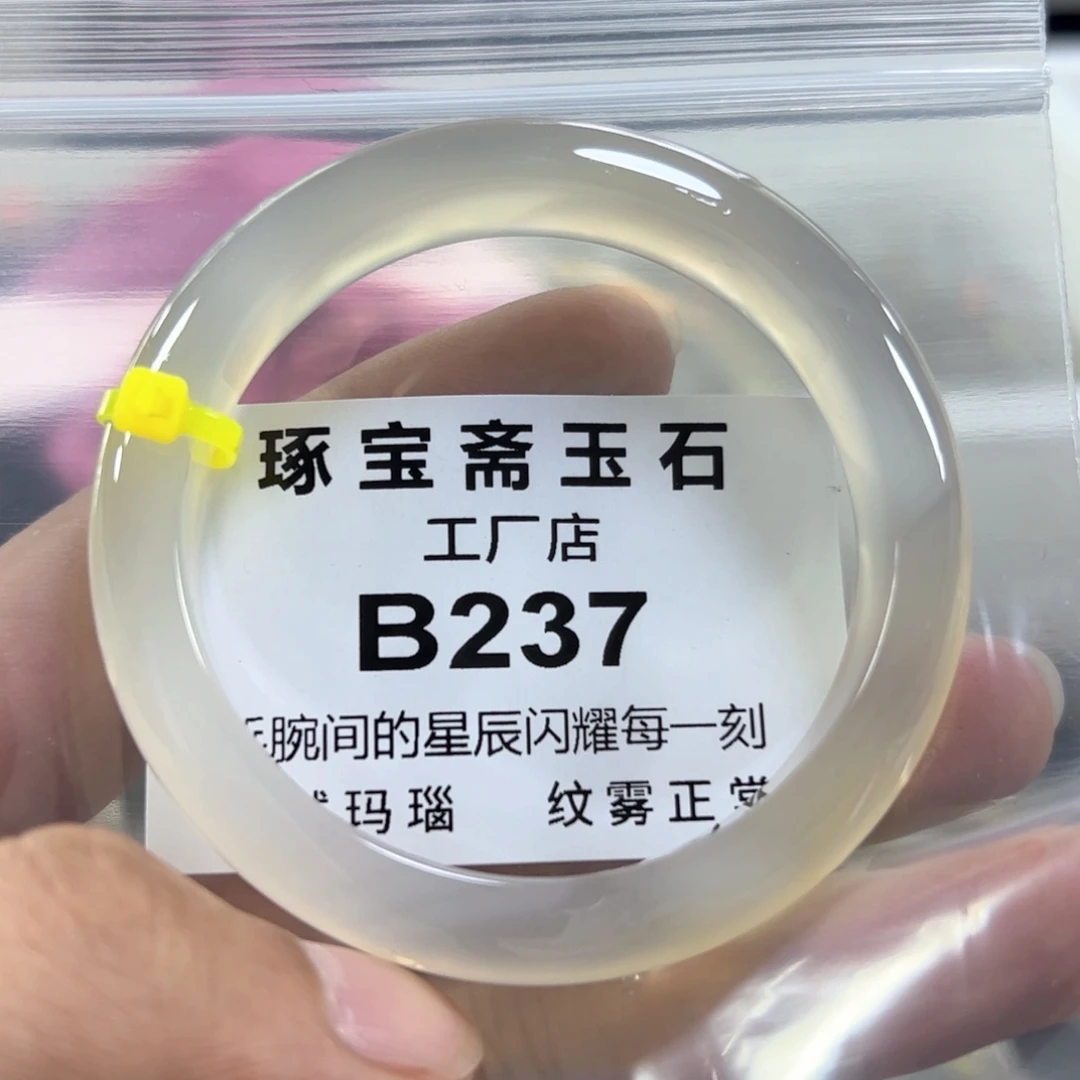 琢宝斋玉石
工厂店
B237
腕间的星辰闪耀每一刻
玛瑙 纹雾正常